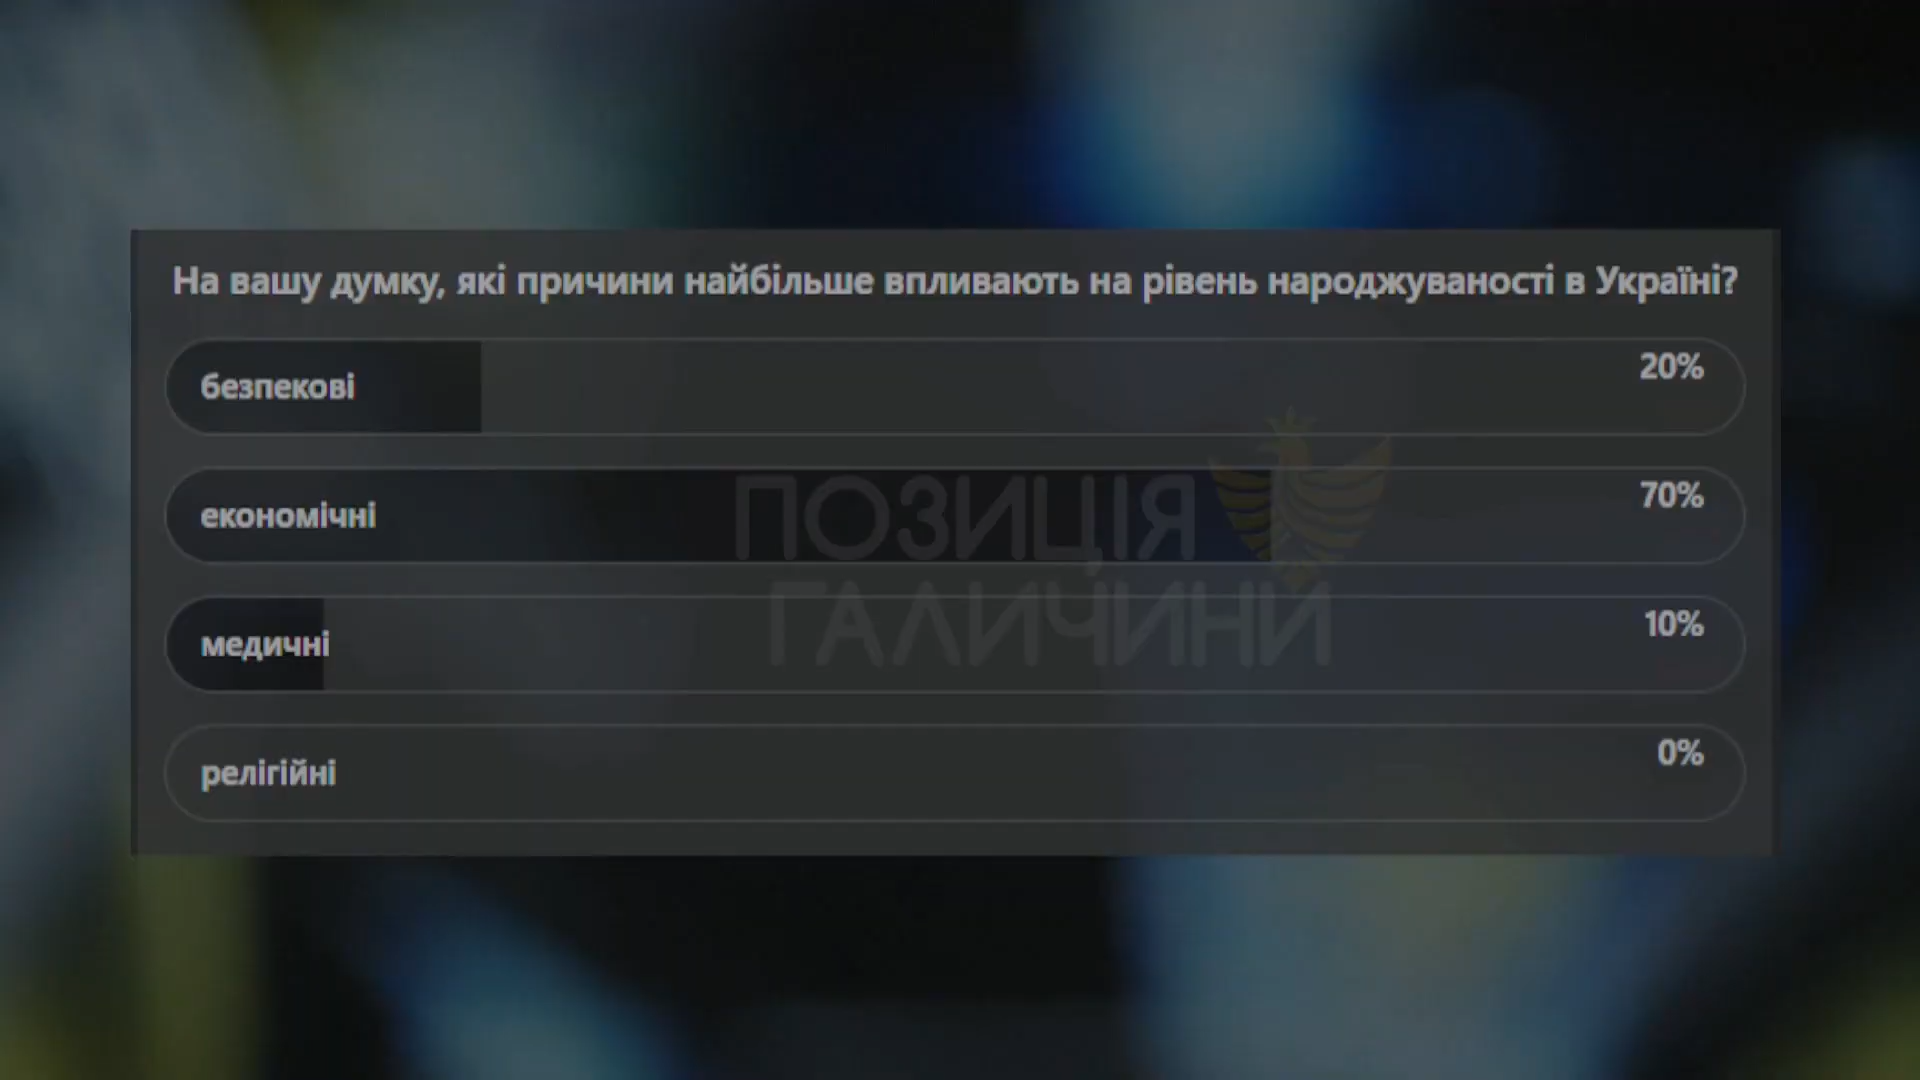 На вашу думку, які причини найбільше впливають на рівень народжуваності в Україні?
безпекові 20%
економічні 70%
ПОЗИЦІЯ
ГАЛИЧИНИ
медичні 10%
релігійні 0%